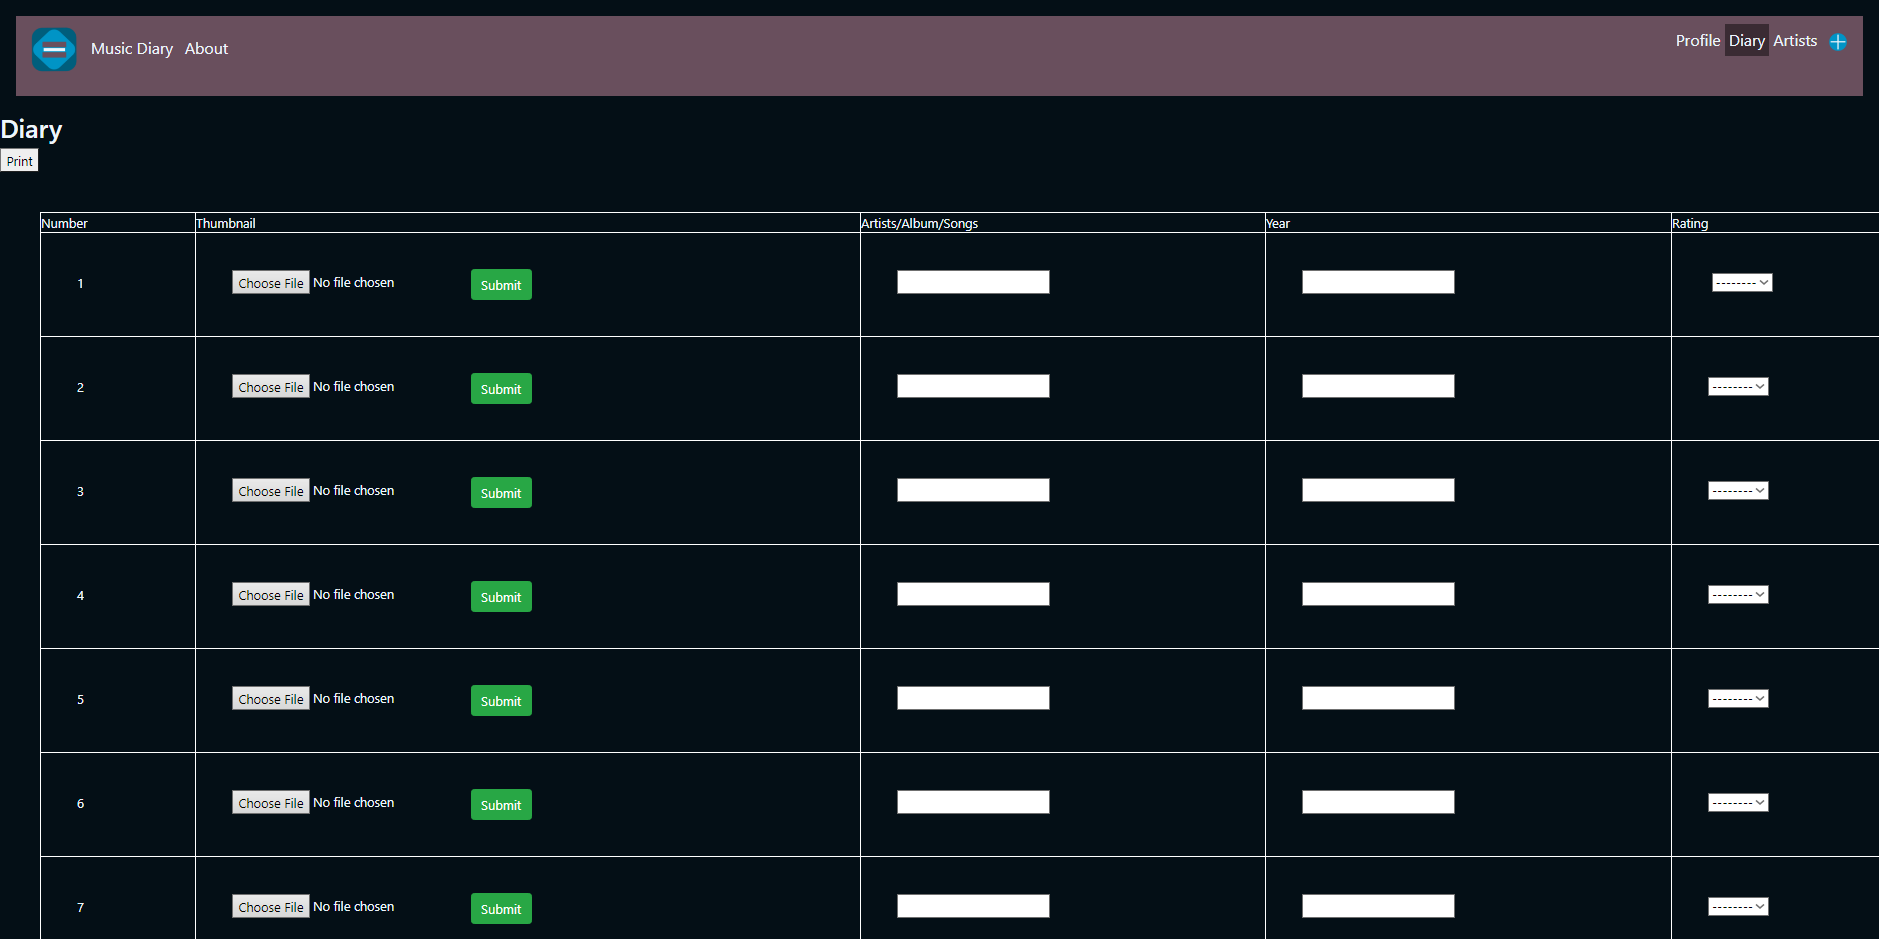 Music Diary About Profile Diary Artists
Diary
Print
Number Thumbnail Artists/Album/Songs Year Rating
1 Choose File No file chosen Submit --------
2 Choose File No file chosen Submit --------
3 Choose File No file chosen Submit --------
4 Choose File No file chosen Submit --------
5 Choose File No file chosen Submit --------
6 Choose File No file chosen Submit --------
7 Choose File No file chosen Submit --------